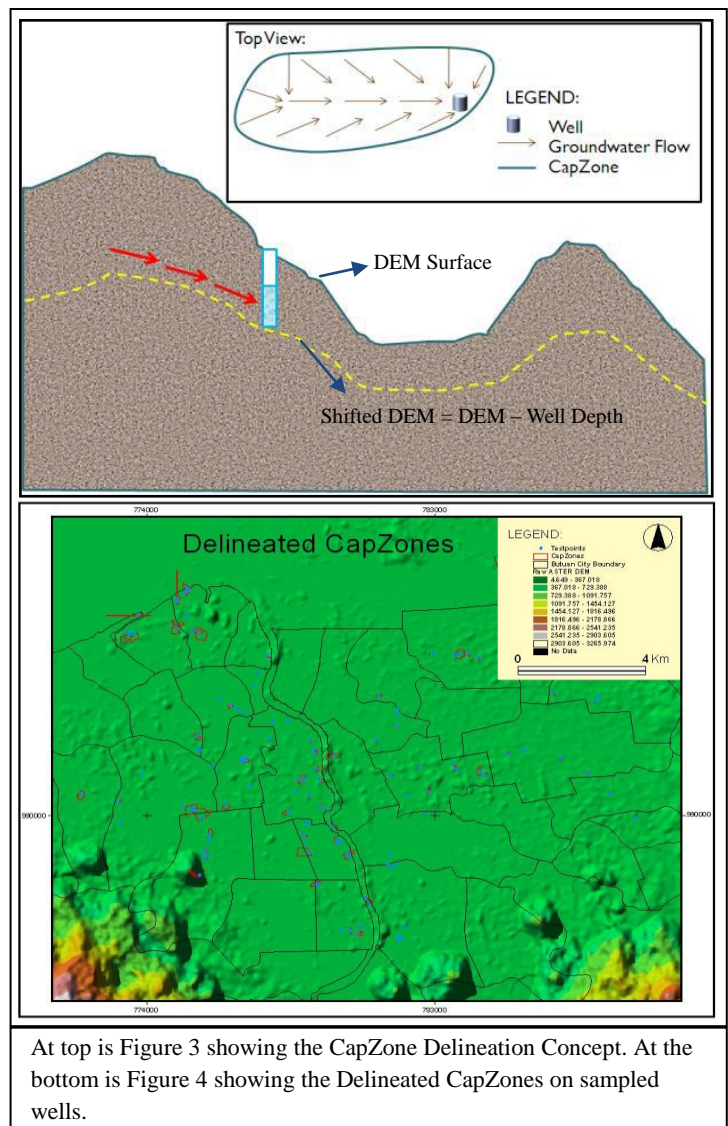 Top View:
LEGEND:
Well
Groundwater Flow
CapZone
DEM Surface
Shifted DEM = DEM – Well Depth
774000
783000
Delineated CapZones
LEGEND:
Testpoints
CapZones
Butuan City Boundary
Raw ASTER DEM
4.649 - 367.018
367.018 - 729.388
729.388 - 1091.757
1091.757 - 1454.127
1454.127 - 1816.496
1816.496 - 2178.866
2178.866 - 2541.235
2541.235 - 2903.605
2903.605 - 3265.974
No Data
0 4 Km
990000
990000
774000
783000
At top is Figure 3 showing the CapZone Delineation Concept. At the
bottom is Figure 4 showing the Delineated CapZones on sampled
wells.